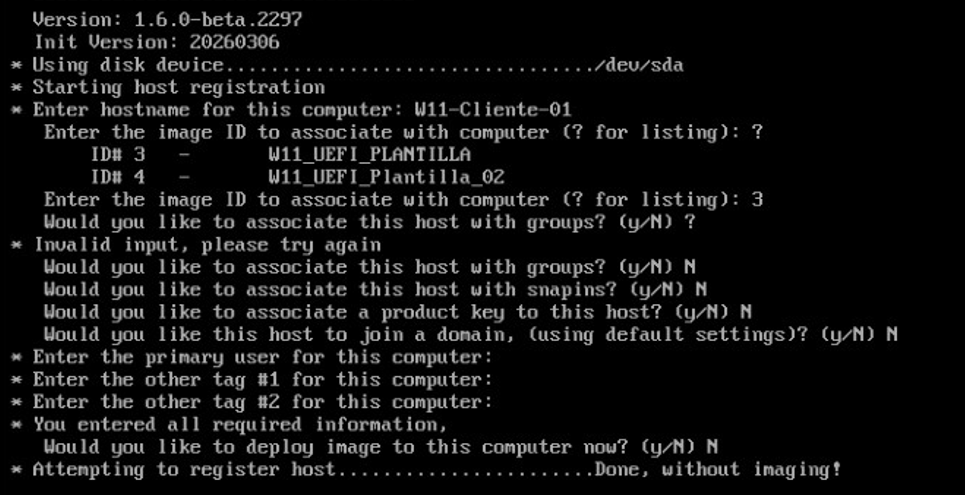 Version: 1.6.0-beta.2297
Init Version: 20260306
* Using disk device................................./dev/sda
* Starting host registration
* Enter hostname for this computer: W11-Cliente-01
Enter the image ID to associate with computer (? for listing): ?
ID# 3 - W11_UEFI_PLANTILLA
ID# 4 - W11_UEFI_Plantilla_02
Enter the image ID to associate with computer (? for listing): 3
Would you like to associate this host with groups? (y/N) ?
* Invalid input, please try again
Would you like to associate this host with groups? (y/N) N
Would you like to associate this host with snapins? (y/N) N
Would you like to associate a product key to this host? (y/N) N
Would you like this host to join a domain, (using default settings)? (y/N) N
* Enter the primary user for this computer:
* Enter the other tag #1 for this computer:
* Enter the other tag #2 for this computer:
* You entered all required information,
Would you like to deploy image to this computer now? (y/N) N
* Attempting to register host.......................Done, without imaging!